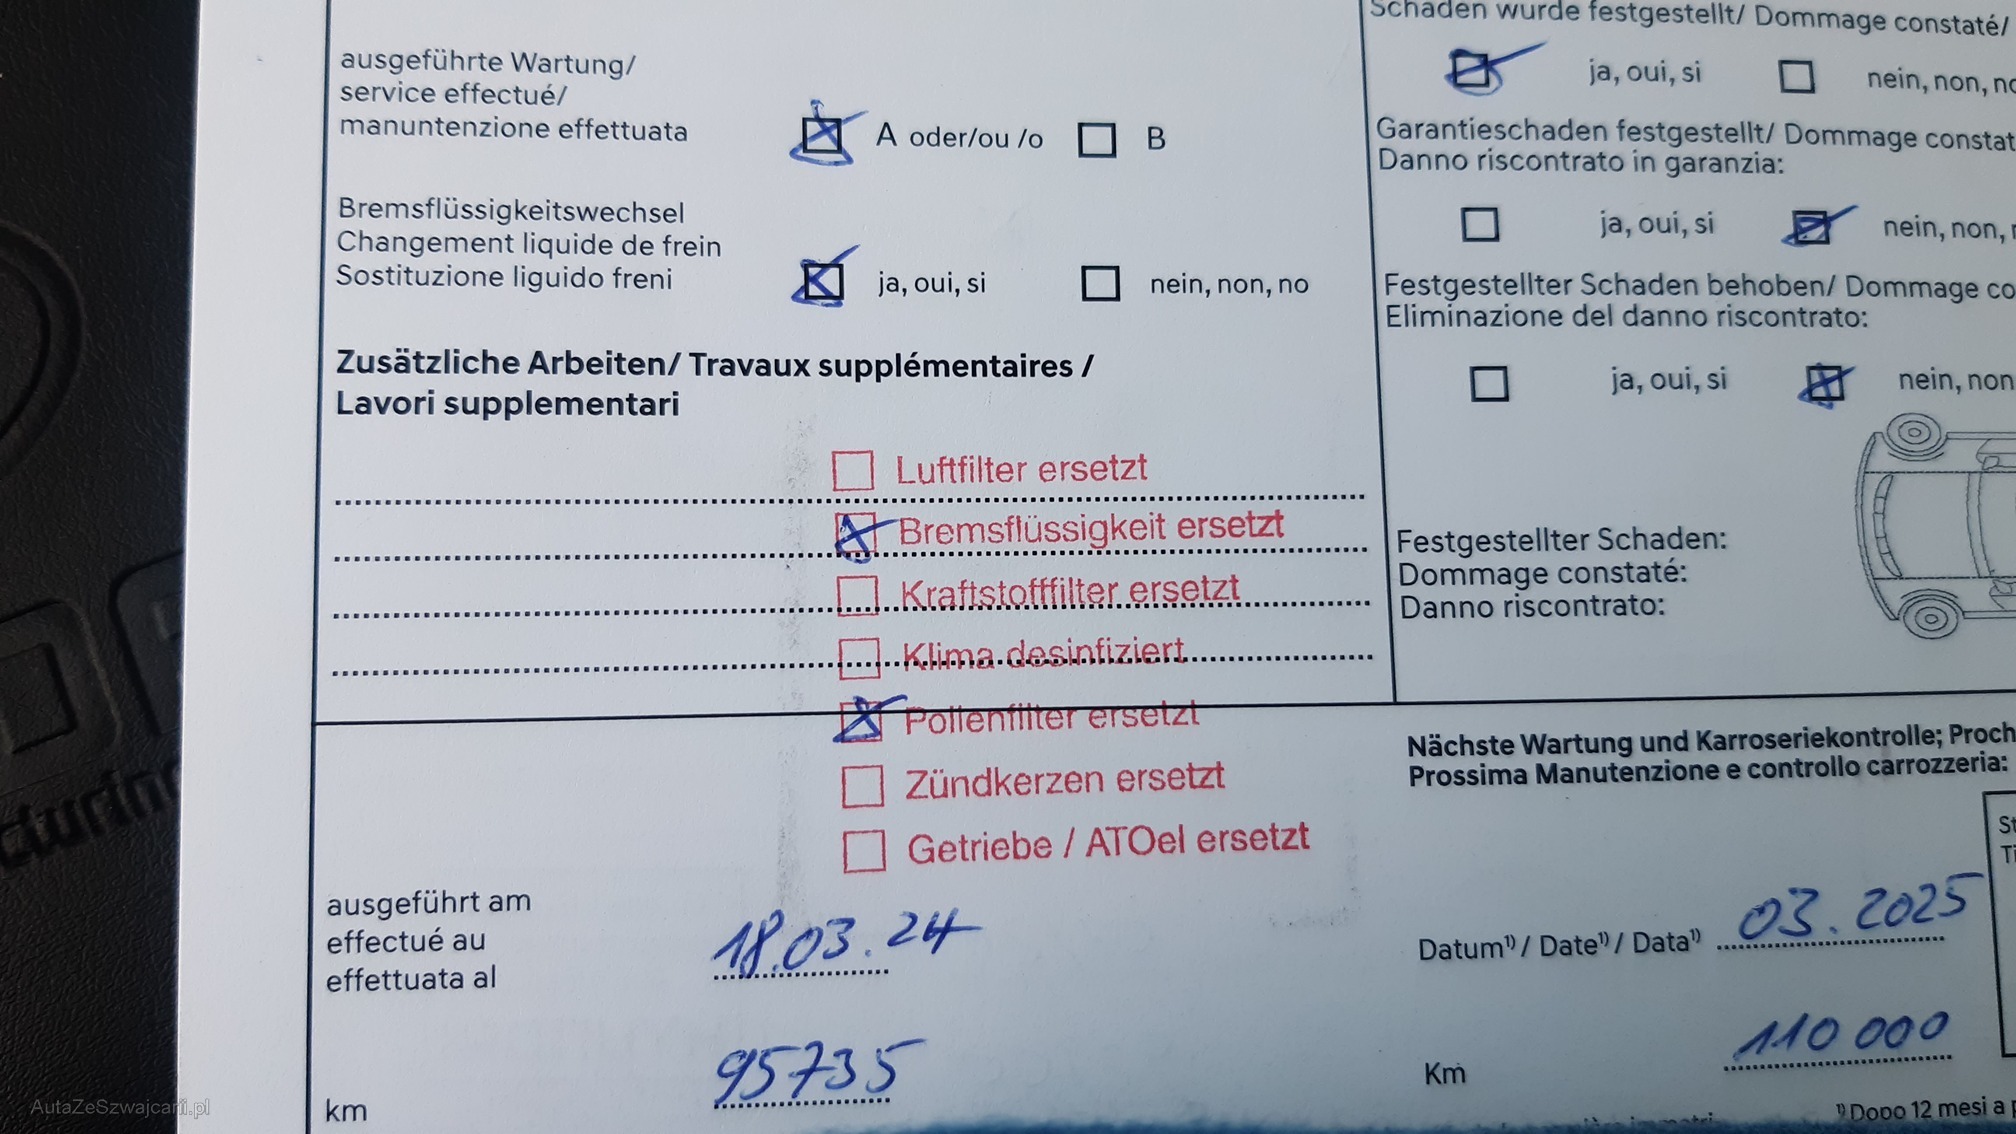 ausgeführte Wartung/
service effectué/
manuntenzione effettuata
A oder/ou /o
B
Bremsflüssigkeitswechsel
Changement liquide de frein
Sostituzione liguido freni
ja, oui, si
nein, non, no
Zusätzliche Arbeiten/ Travaux supplémentaires /
Lavori supplementari
Luftfilter ersetzt
Bremsflüssigkeit ersetzt
Kraftstofffilter ersetzt
Klima desinfiziert
Pollenfilter ersetzt
Zündkerzen ersetzt
Getriebe / ATOel ersetzt
ausgeführt am
effectué au
effettuata al
18.03.24
km
95735
Schaden wurde festgestellt/ Dommage constaté/
ja, oui, si
nein, non,
Garantieschaden festgestellt/ Dommage
Danno riscontrato in garanzia:
ja, oui, si
nein, non,
Festgestellter Schaden behoben/ Dommage
Eliminazione del danno riscontrato:
ja, oui, si
nein, non
Festgestellter Schaden:
Dommage constaté:
Danno riscontrato:
Nächste Wartung und Karroseriekontrolle;
Prossima Manutenzione e controllo carrozzeria:
Datum¹⁾ / Date¹⁾ / Data¹⁾
03.2025
Km
110 000
¹⁾ Dopo 12 mesi a
AutaZeSzwajcarii.pl